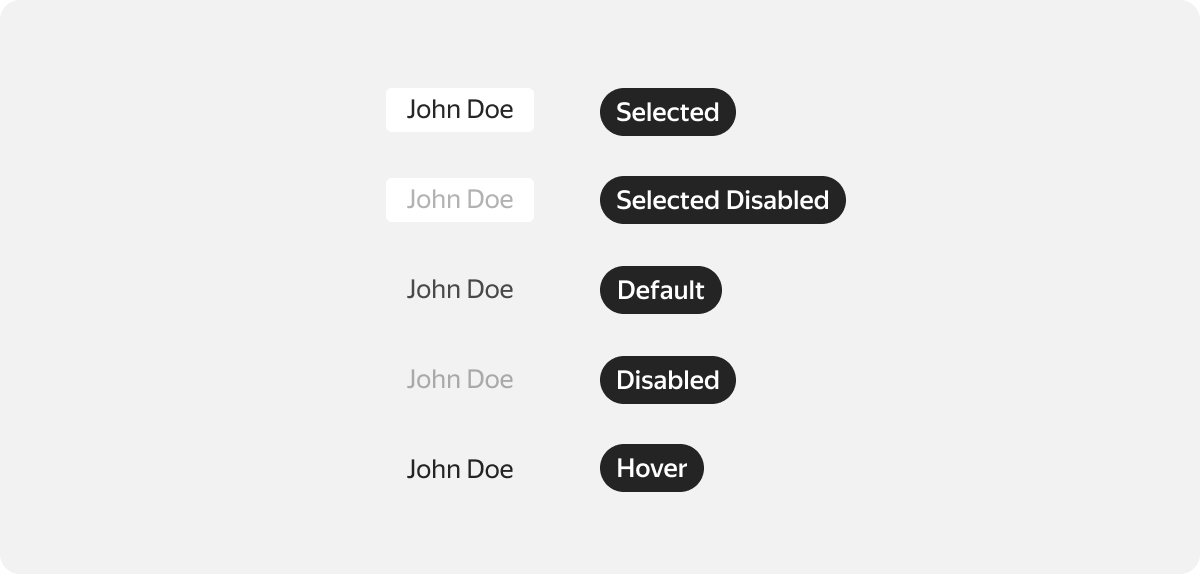 John Doe Selected
John Doe Selected Disabled
John Doe Default
John Doe Disabled
John Doe Hover